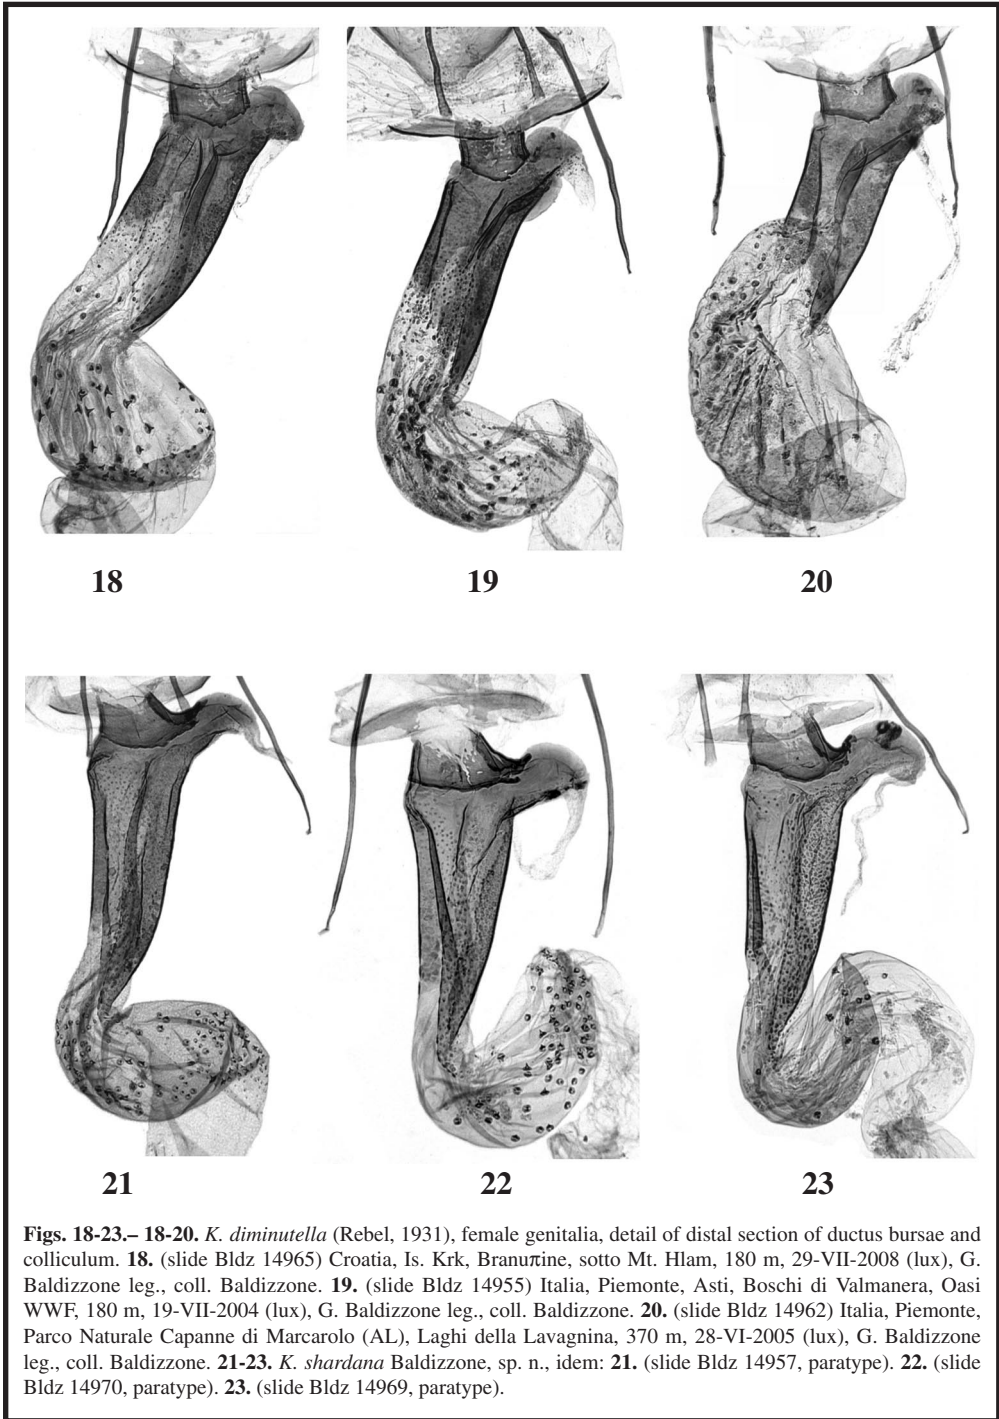 18
19
20
21
22
23
Figs. 18-23.– 18-20. K. diminutella (Rebel, 1931), female genitalia, detail of distal section of ductus bursae and
colliculum. 18. (slide Bldz 14965) Croatia, Is. Krk, Branuπine, sotto Mt. Hlam, 180 m, 29-VII-2008 (lux), G.
Baldizzone leg., coll. Baldizzone. 19. (slide Bldz 14955) Italia, Piemonte, Asti, Boschi di Valmanera, Oasi
WWF, 180 m, 19-VII-2004 (lux), G. Baldizzone leg., coll. Baldizzone. 20. (slide Bldz 14962) Italia, Piemonte,
Parco Naturale Capanne di Marcarolo (AL), Laghi della Lavagnina, 370 m, 28-VI-2005 (lux), G. Baldizzone
leg., coll. Baldizzone. 21-23. K. shardana Baldizzone, sp. n., idem: 21. (slide Bldz 14957, paratype). 22. (slide
Bldz 14970, paratype). 23. (slide Bldz 14969, paratype).